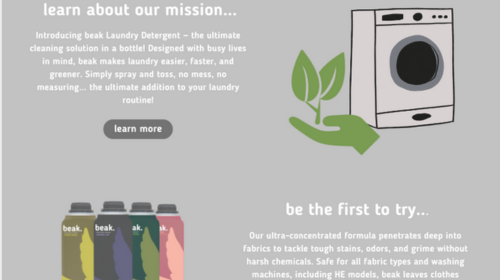 learn about our mission...
Introducing beak Laundry Detergent – the ultimate
cleaning solution in a bottle! Designed with busy lives
in mind, beak makes laundry easier, faster, and
greener. Simply spray and toss, no mess, no
measuring... the ultimate addition to your laundry
routine!
learn more
beak.
beak.
beak.
beak.
be the first to try...
Our ultra-concentrated formula penetrates deep into
fabrics to tackle tough stains, odors, and grime without
harsh chemicals. Safe for all fabric types and washing
machines, including HE models, beak leaves clothes